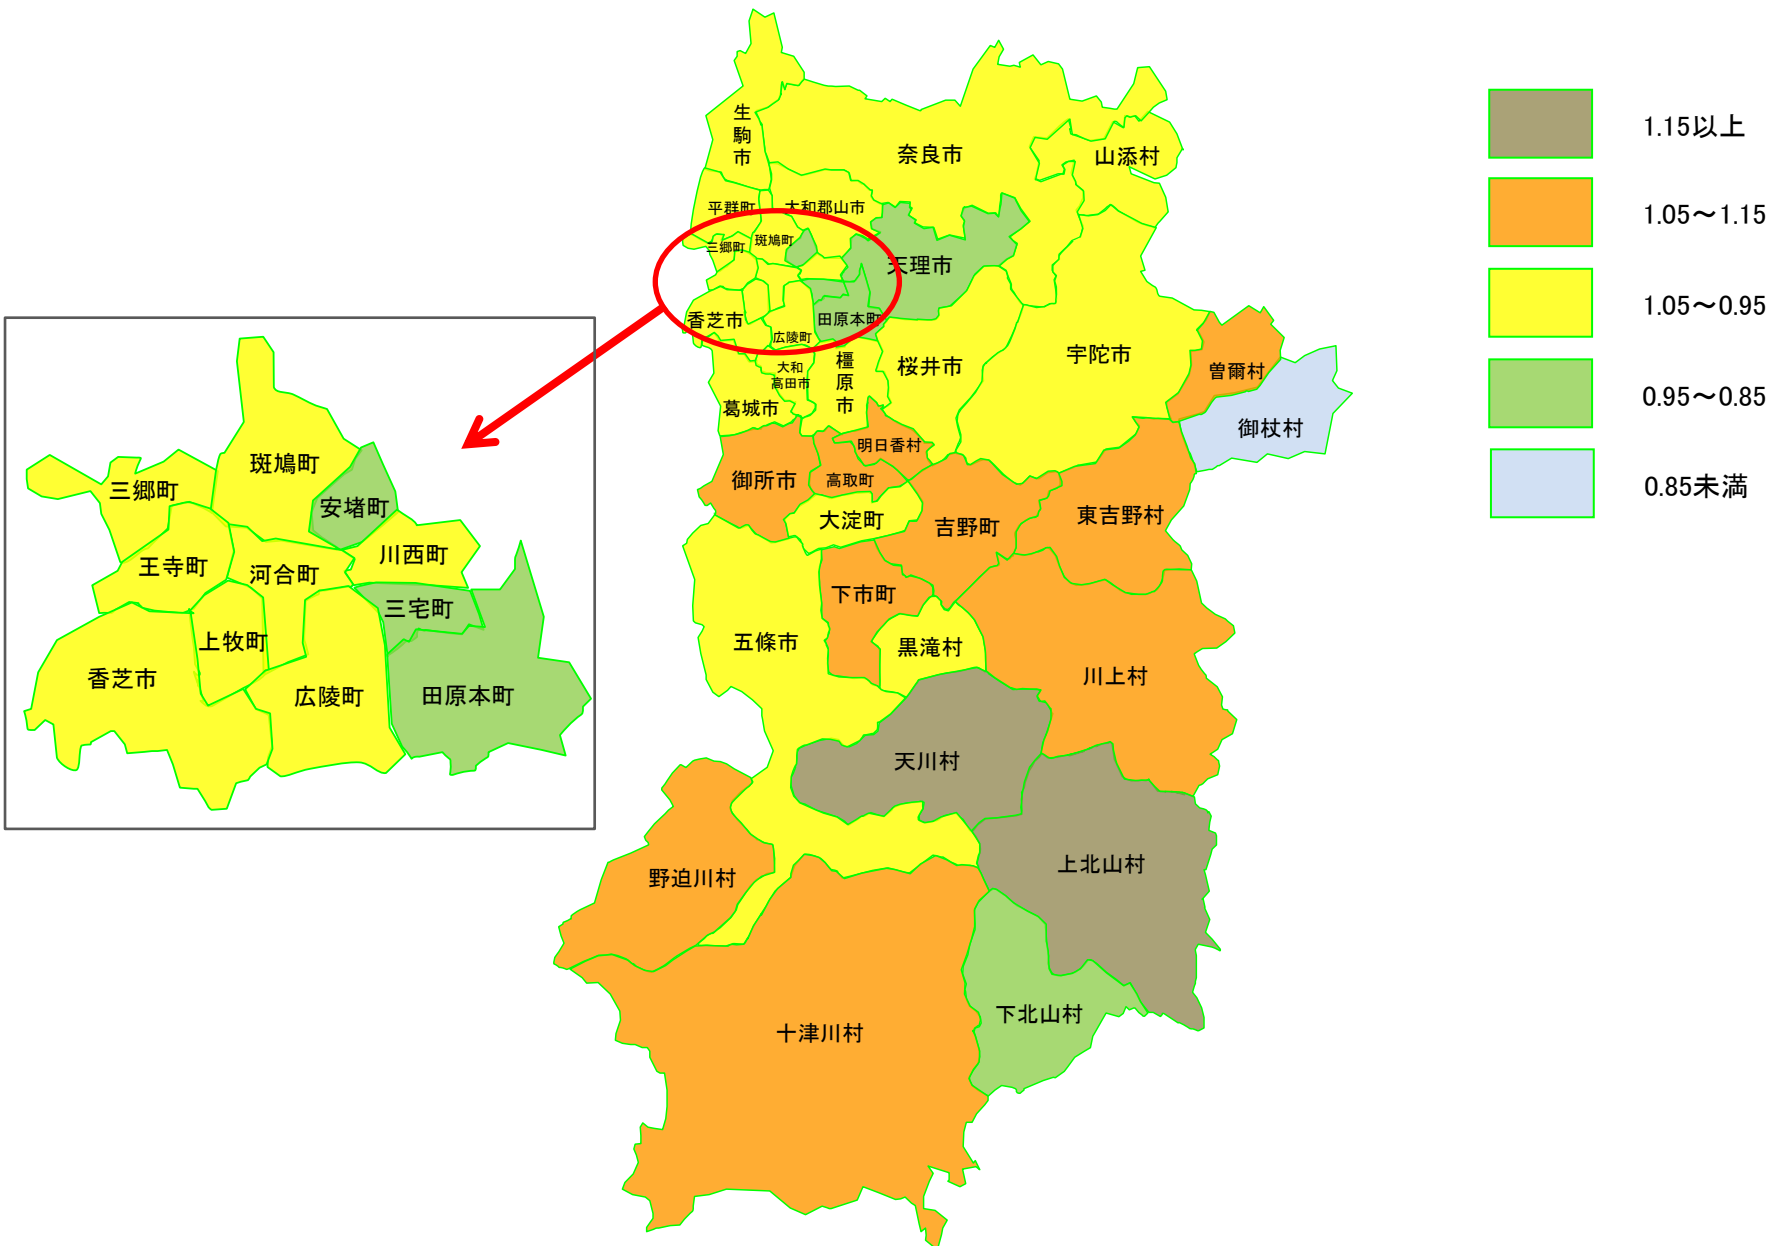 生駒市
奈良市
山添村
平群町
大和郡山市
三郷町
斑鳩町
天理市
香芝市
田原本町
広陵町
大和
高田市
橿原市
桜井市
宇陀市
曽爾村
御杖村
葛城市
明日香村
御所市
高取町
大淀町
吉野町
東吉野村
下市町
五條市
黒滝村
川上村
天川村
上北山村
野迫川村
下北山村
十津川村
斑鳩町
三郷町
安堵町
川西町
王寺町
河合町
三宅町
上牧町
香芝市
広陵町
田原本町
1.15以上
1.05～1.15
1.05～0.95
0.95～0.85
0.85未満